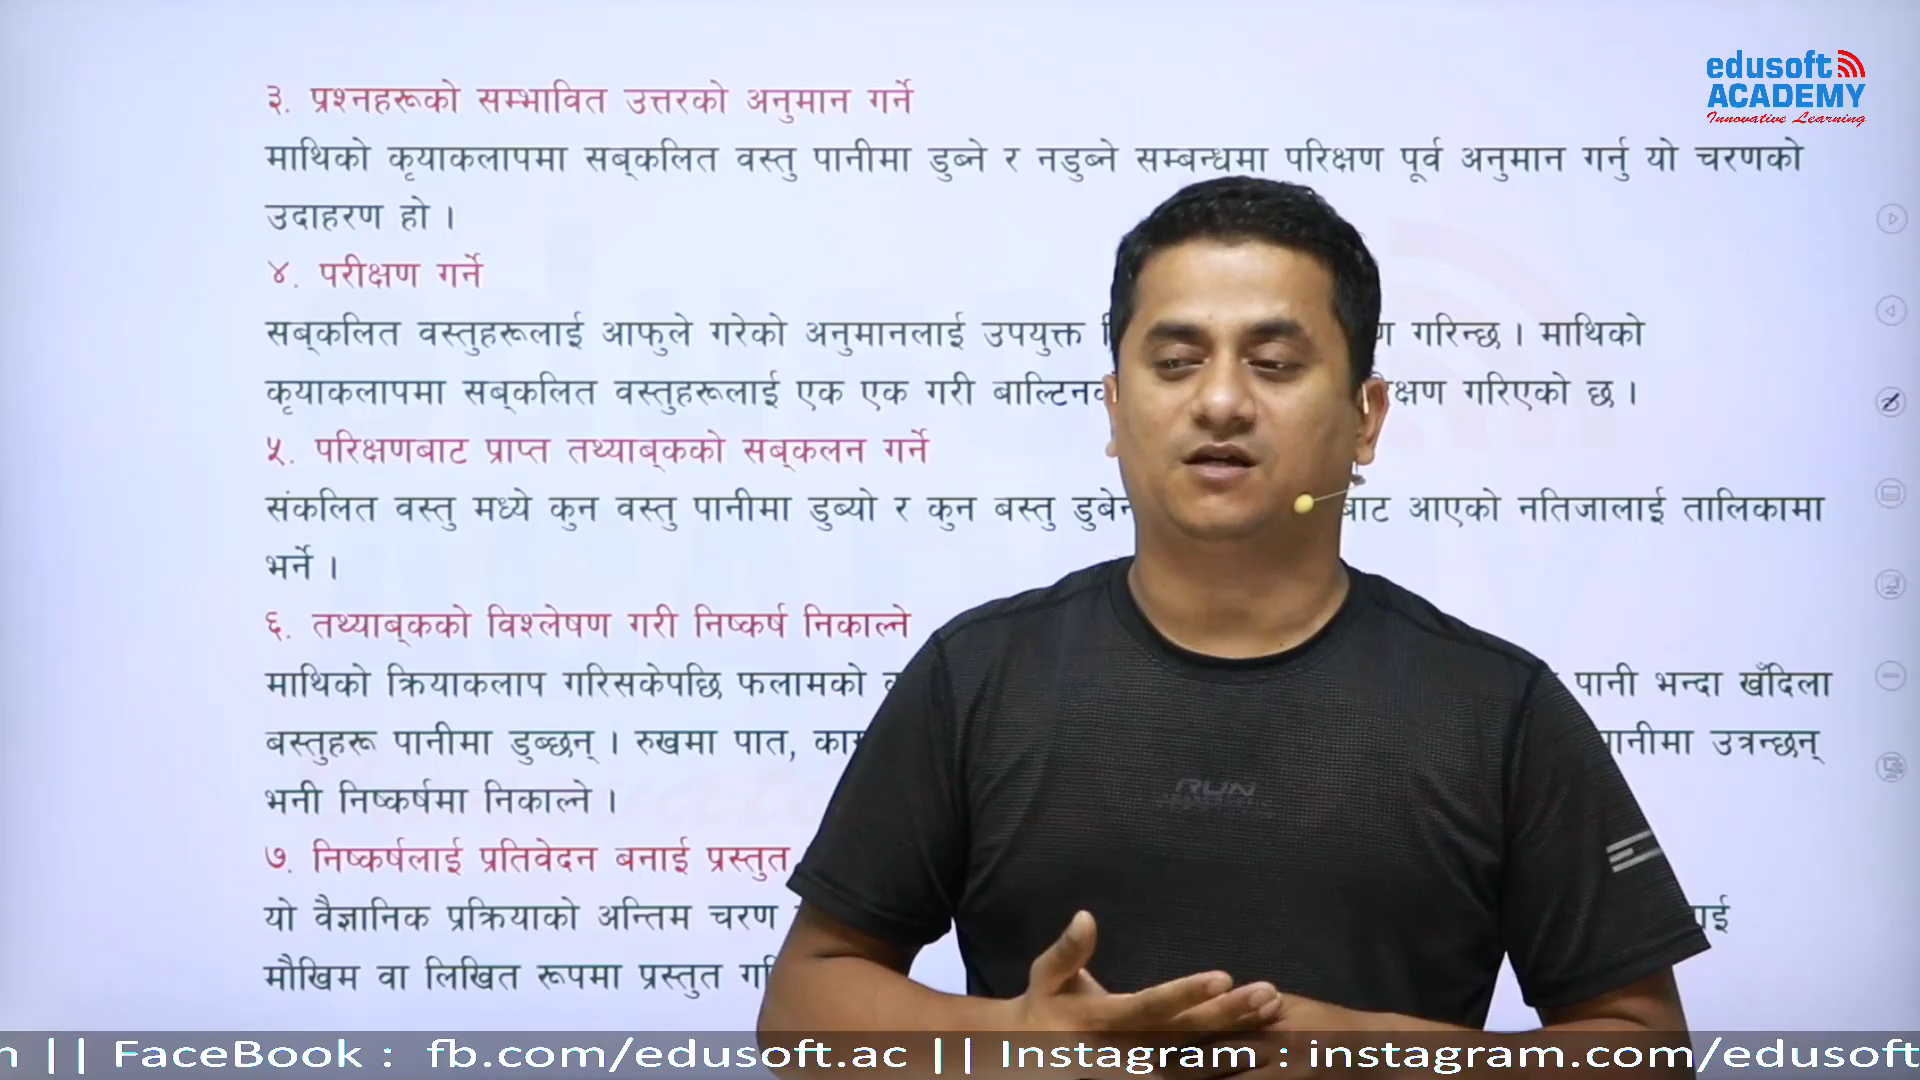 edusoft
ACADEMY
Innovative Learning
३. प्रश्नहरूको सम्भावित उत्तरको अनुमान गर्ने
माथिको कृयाकलापमा सब्कलित वस्तु पानीमा डुब्ने र नडुब्ने सम्बन्धमा परिक्षण पूर्व अनुमान गर्नु यो चरणको
उदाहरण हो ।
४. परीक्षण गर्ने
सब्कलित वस्तुहरूलाई आफुले गरेको अनुमानलाई उपयुक्त गरिन्छ । माथिको
कृयाकलापमा सब्कलित वस्तुहरूलाई एक एक गरी गरिएको छ ।
५. परिक्षणबाट प्राप्त तथ्याब्कको सब्कलन गर्ने
संकलित वस्तु मध्ये कुन वस्तु पानीमा डुब्यो र कुन बस्तु आएको नतिजालाई तालिकामा
भर्ने ।
६. तथ्याब्कको विश्लेषण गरी निष्कर्ष निकाल्ने
माथिको क्रियाकलाप गरिसकेपछि फलामको पानी भन्दा खँदिला
बस्तुहरू पानीमा डुब्छन् । रुखमा पात, पानीमा उत्रन्छन्
भनी निष्कर्षमा निकाल्ने ।
७. निष्कर्षलाई प्रतिवेदन बनाई प्रस्तुत
यो वैज्ञानिक प्रक्रियाको अन्तिम चरण
मौखिम वा लिखित रूपमा प्रस्तुत
RUN
|| FaceBook : fb.com/edusoft.ac || Instagram : instagram.com/edusoft